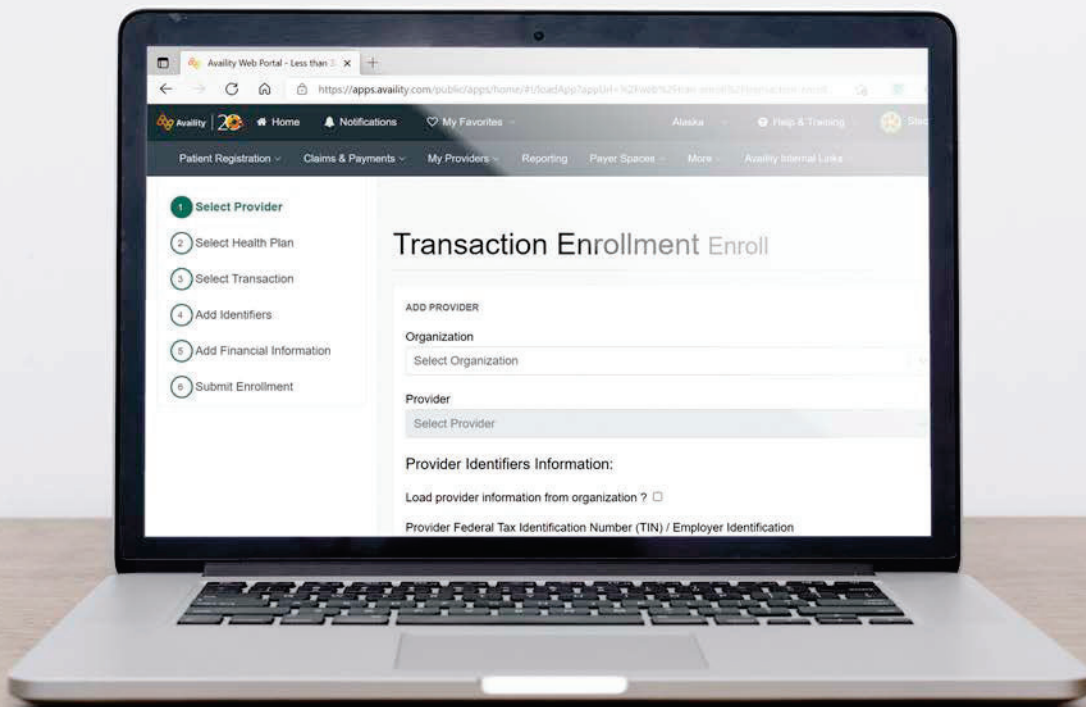 Availity Web Portal - Less than 3
https://apps.availity.com/public/apps/home/#!/loadApp?appUrl=
Availity 20 Home Notifications My Favorites Alaska Help & Training
Patient Registration Claims & Payments My Providers Reporting Payer Spaces More Availity Internal Links
1 Select Provider
2 Select Health Plan
3 Select Transaction
4 Add Identifiers
5 Add Financial Information
6 Submit Enrollment
Transaction Enrollment Enroll
ADD PROVIDER
Organization
Select Organization
Provider
Select Provider
Provider Identifiers Information:
Load provider information from organization ?
Provider Federal Tax Identification Number (TIN) / Employer Identification